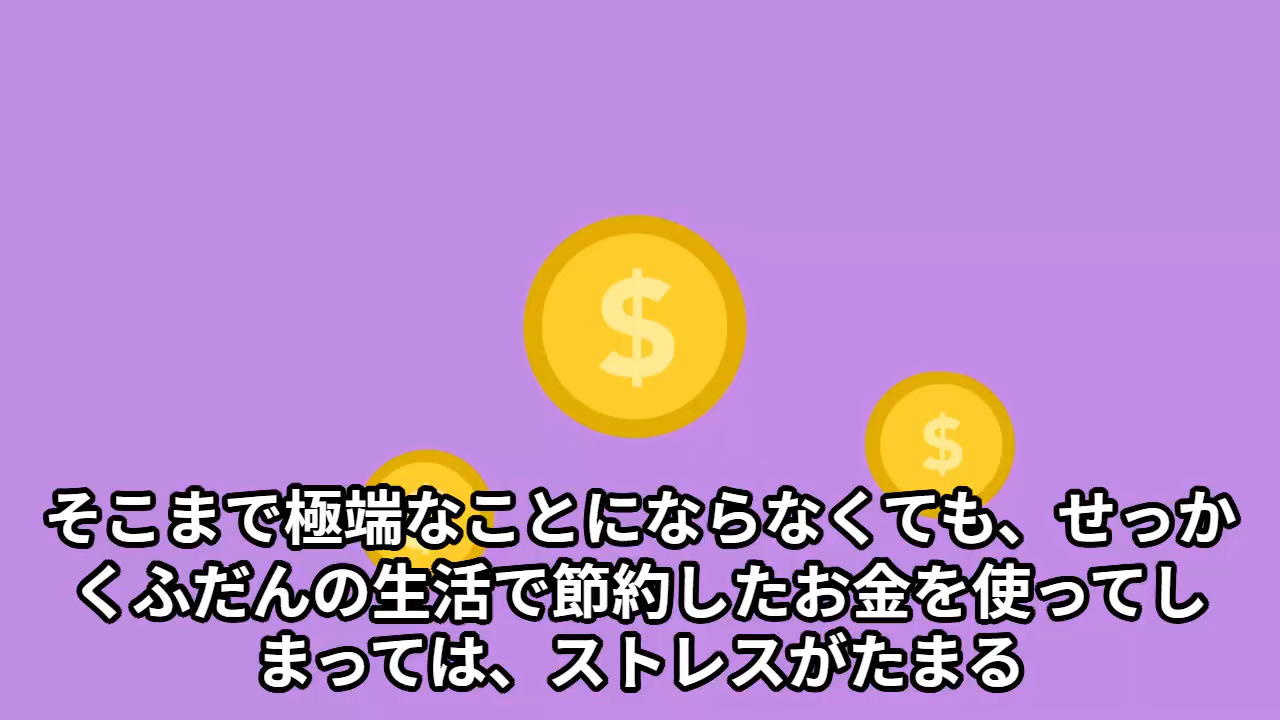 $
$
そこまで極端なことにならなくても、せっか
くふだんの生活で節約したお金を使ってし
まっては、ストレスがたまる